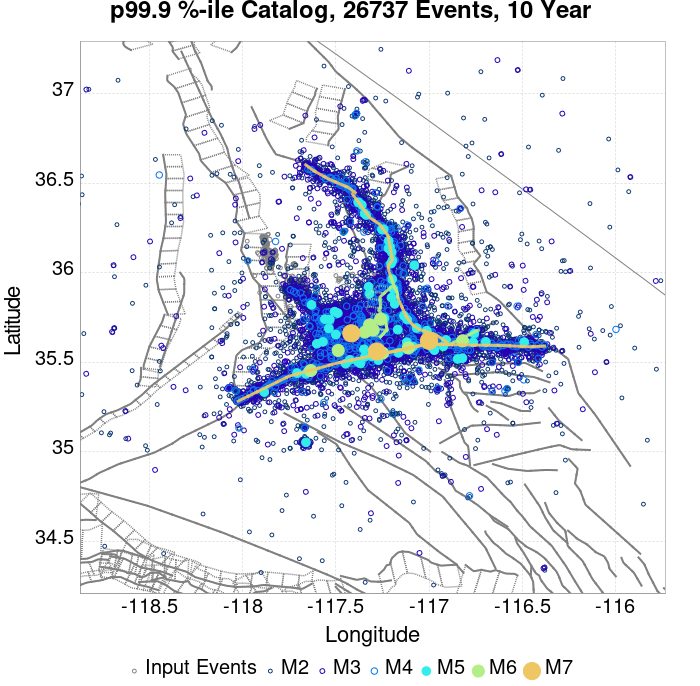 p99.9 %-ile Catalog, 26737 Events, 10 Year
37
36.5
36
35.5
35
34.5
Latitude
-118.5 -118 -117.5 -117 -116.5 -116
Longitude
Input Events M2 M3 M4 M5 M6 M7